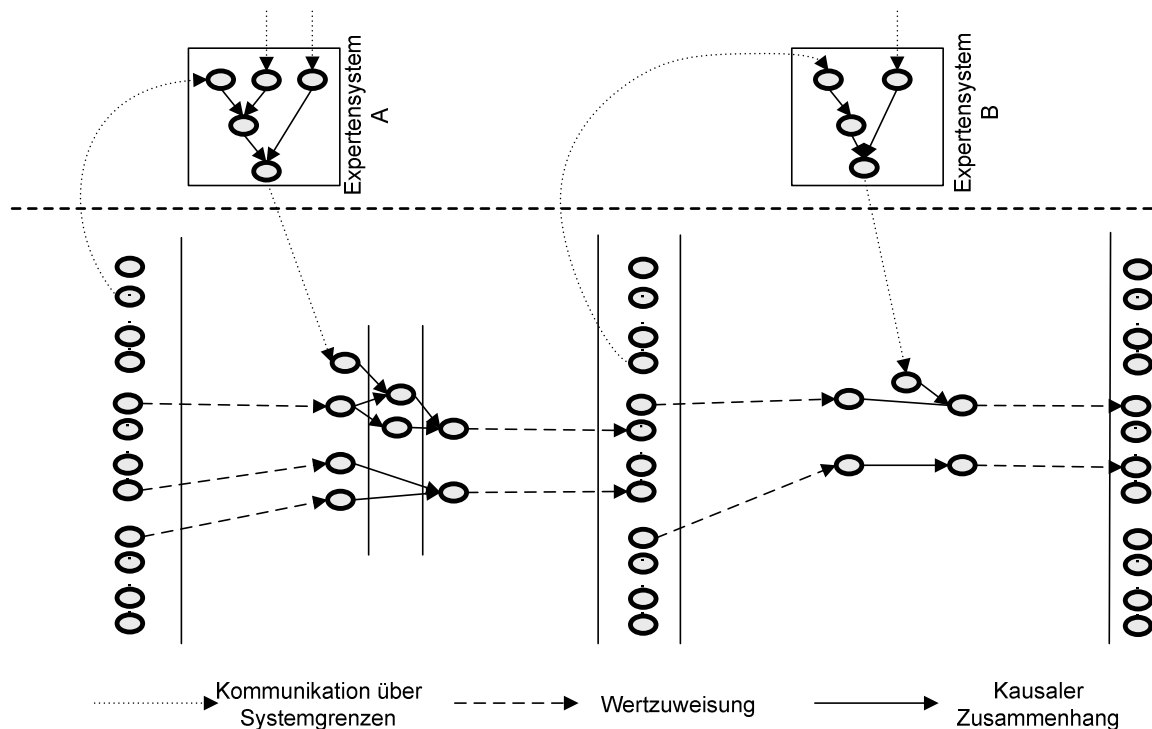 Expertensystem
A
Expertensystem
B
Kommunikation über
Systemgrenzen
Wertzuweisung
Kausaler
Zusammenhang